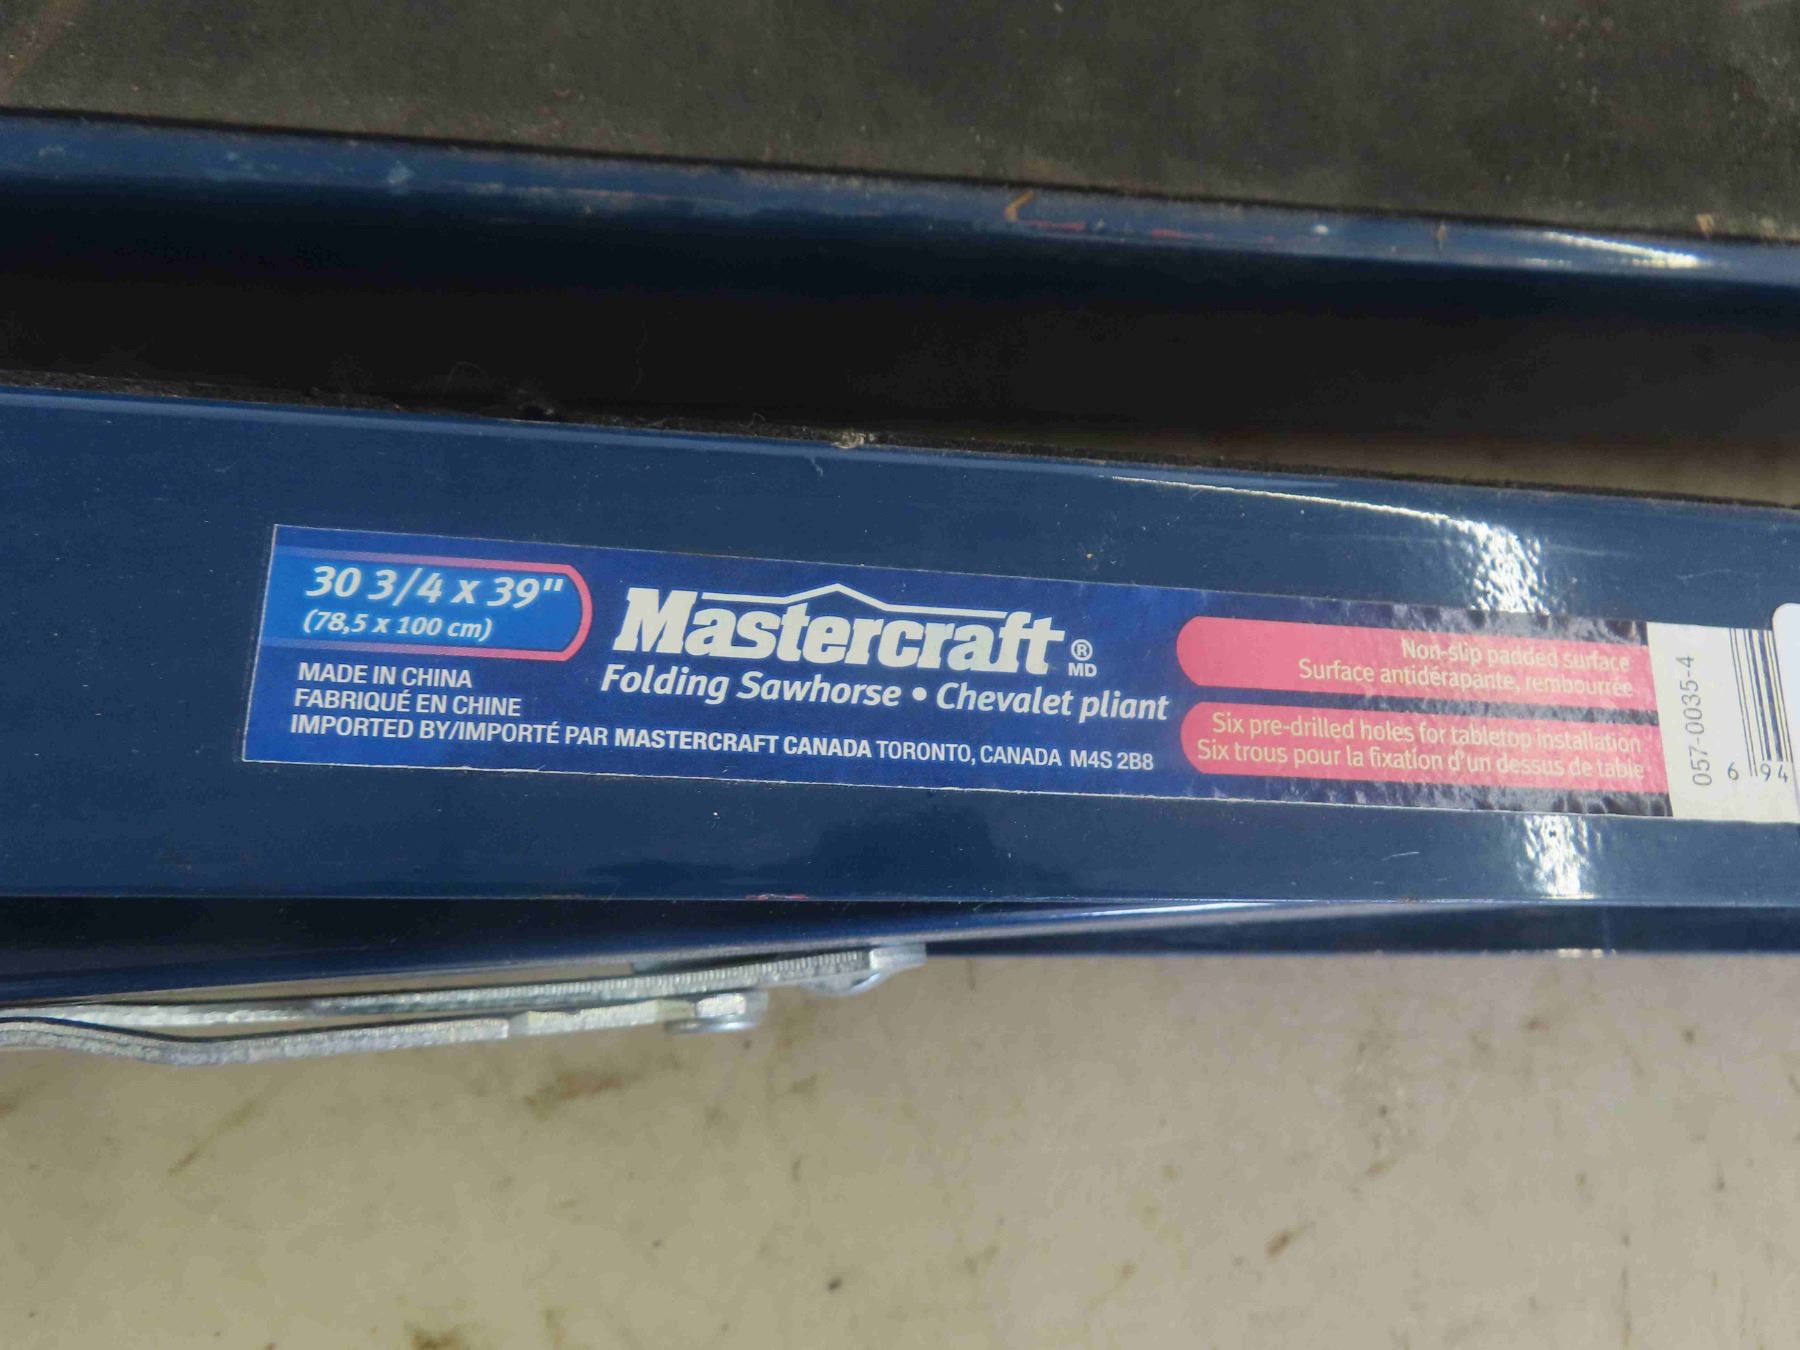 30 3/4 x 39"
(78,5 x 100 cm)
MADE IN CHINA
FABRIQUÉ EN CHINE
IMPORTED BY/IMPORTÉ PAR MASTERCRAFT CANADA TORONTO, CANADA M4S 2B8
Mastercraft®
MD
Folding Sawhorse • Chevalet pliant
Non-slip padded surface
Surface antidérapante, rembourrée
Six pre-drilled holes for tabletop installation
Six trous pour la fixation d'un dessus de table
057-0035-4
6 94